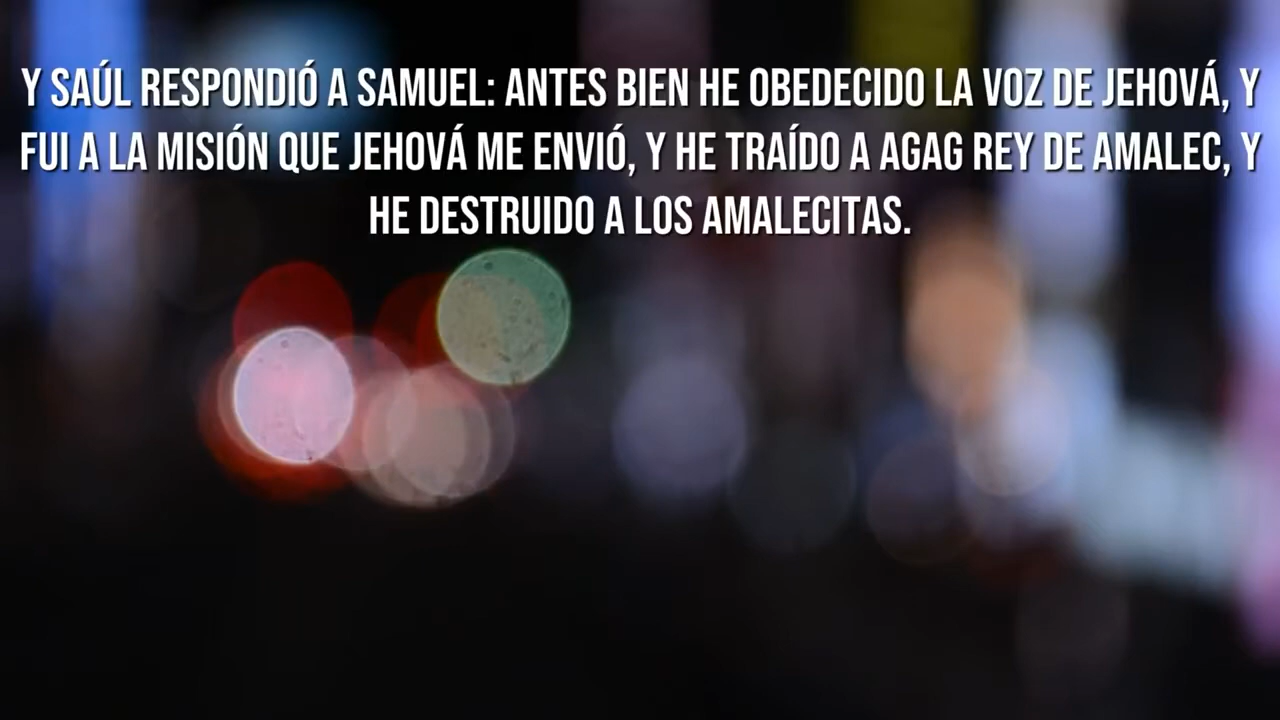 Y SAÚL RESPONDIÓ A SAMUEL: ANTES BIEN HE OBEDECIDO LA VOZ DE JEHOVÁ, Y
FUI A LA MISIÓN QUE JEHOVÁ ME ENVIÓ, Y HE TRAÍDO A AGAG REY DE AMALEC, Y
HE DESTRUIDO A LOS AMALECITAS.